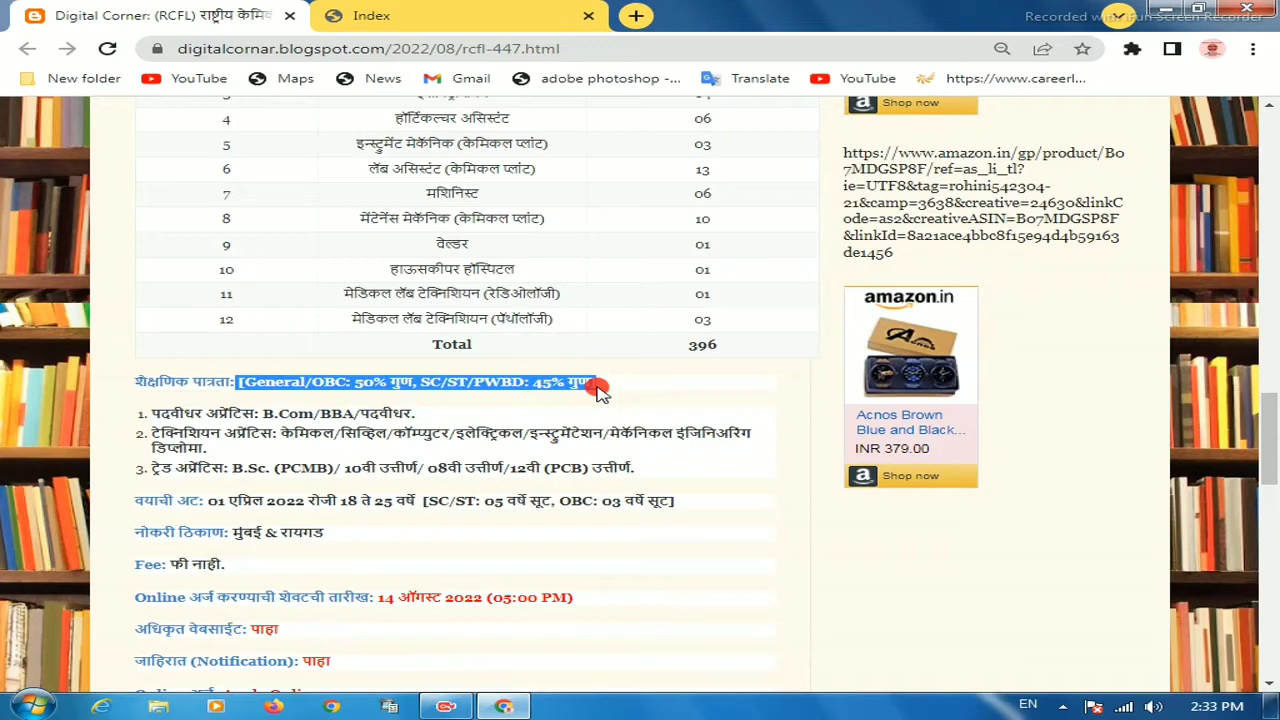 Digital Corner: (RCFL) राष्ट्रीय केमि
Index
Recorded with iFun Screen Recorder
digitalcornar.blogspot.com/2022/08/rcfl-447.html
New folder
YouTube
Maps
News
Gmail
adobe photoshop -...
Translate
YouTube
https://www.careerl...
4 हॉर्टिकल्चर असिस्टंट 06
5 इन्स्ट्रुमेंट मेकॅनिक (केमिकल प्लांट) 03
6 लॅब असिस्टंट (केमिकल प्लांट) 13
7 मशिनिस्ट 06
8 मेंटेनेंस मेकॅनिक (केमिकल प्लांट) 10
9 वेल्डर 01
10 हाऊसकीपर हॉस्पिटल 01
11 मेडिकल लॅब टेक्निशियन (रेडिओलॉजी) 01
12 मेडिकल लॅब टेक्निशियन (पॅथॉलॉजी) 03
Total 396
शैक्षणिक पात्रता: [General/OBC: 50% गुण, SC/ST/PWBD: 45% गुण
1. पदवीधर अप्रेंटिस: B.Com/BBA/पदवीधर.
2. टेक्निशियन अप्रेंटिस: केमिकल/सिव्हिल/कॉम्प्युटर/इलेक्ट्रिकल/इन्स्ट्रुमेंटेशन/मेकॅनिकल इंजिनिअरिंग
डिप्लोमा.
3. ट्रेड अप्रेंटिस: B.Sc. (PCMB)/ 10वी उत्तीर्ण/ 08वी उत्तीर्ण/12वी (PCB) उत्तीर्ण.
वयाची अट: 01 एप्रिल 2022 रोजी 18 ते 25 वर्षे [SC/ST: 05 वर्षे सूट, OBC: 03 वर्षे सूट]
नोकरी ठिकाण: मुंबई & रायगड
Fee: फी नाही.
Online अर्ज करण्याची शेवटची तारीख: 14 ऑगस्ट 2022 (05:00 PM)
अधिकृत वेबसाईट: पाहा
जाहिरात (Notification): पाहा
Shop now
https://www.amazon.in/gp/product/B0
7MDGSP8F/ref=as_li_tl?
ie=UTF8&tag=rohini542304-
21&camp=3638&creative=24630&linkC
ode=as2&creativeASIN=B07MDGSP8F
&linkId=8a21ace4bbc8f15e94d4b59163
de1456
amazon.in
Acnos
Acnos Brown
Blue and Black...
INR 379.00
Shop now
EN
2:33 PM